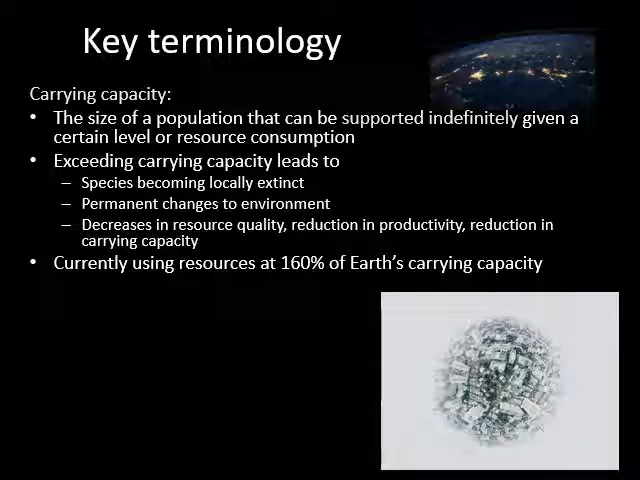 Key terminology
Carrying capacity:
• The size of a population that can be supported indefinitely given a
certain level or resource consumption
• Exceeding carrying capacity leads to
– Species becoming locally extinct
– Permanent changes to environment
– Decreases in resource quality, reduction in productivity, reduction in
carrying capacity
• Currently using resources at 160% of Earth’s carrying capacity